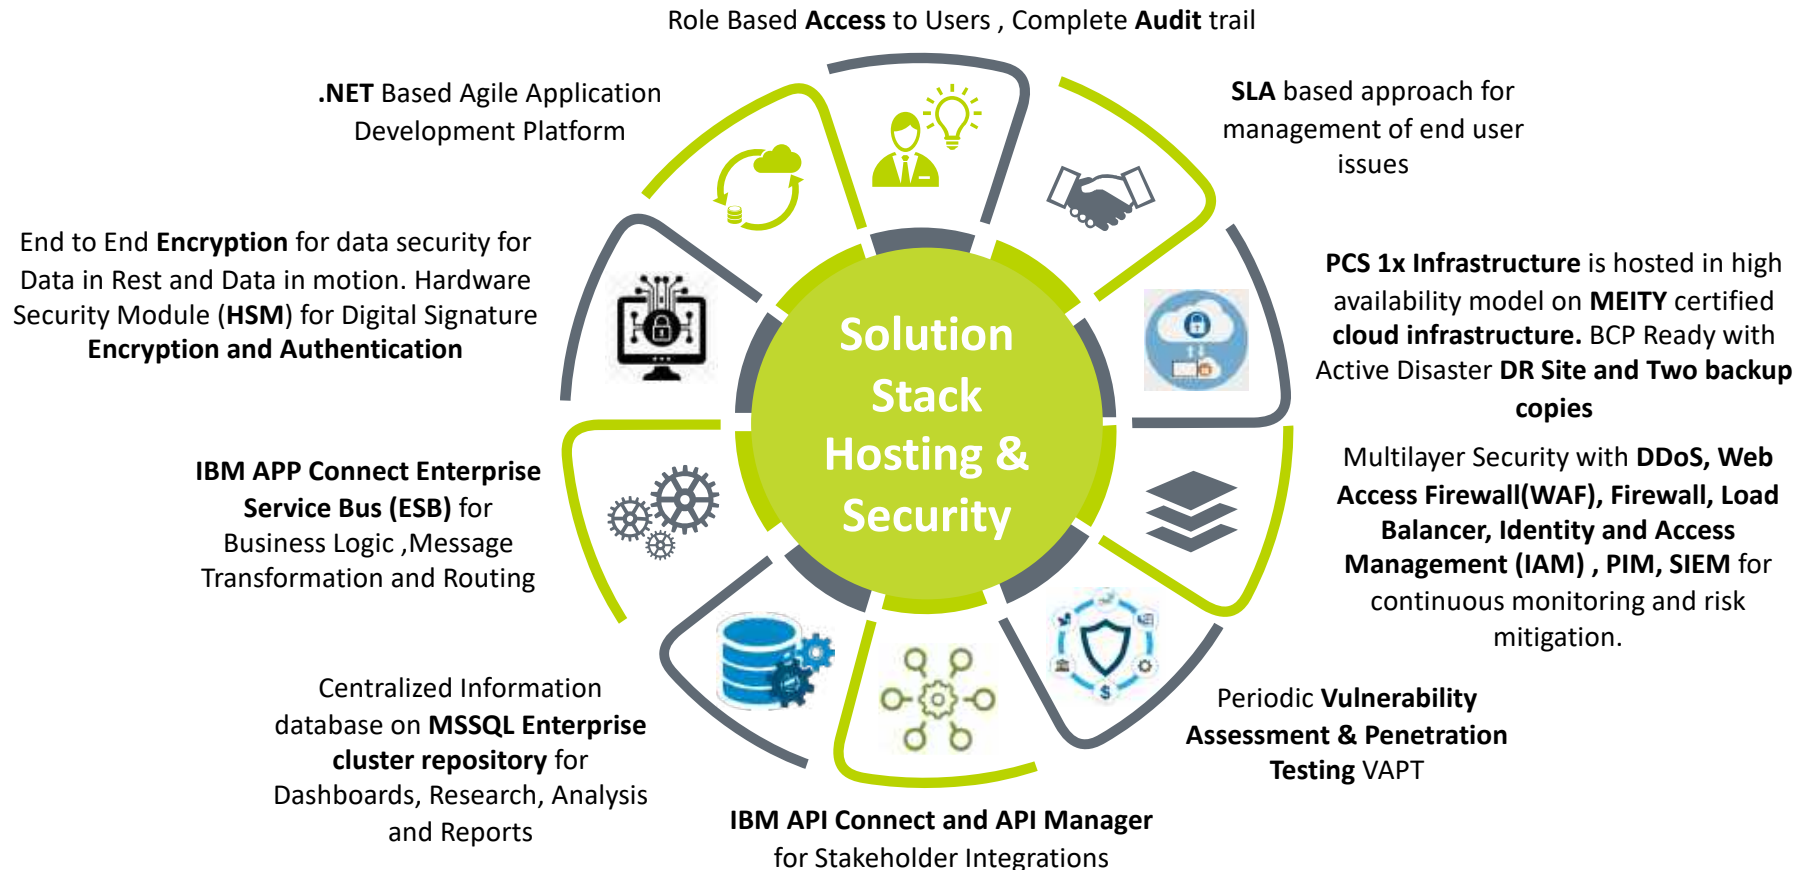 Role Based Access to Users , Complete Audit trail
.NET Based Agile Application
Development Platform
SLA based approach for
management of end user
issues
End to End Encryption for data security for
Data in Rest and Data in motion. Hardware
Security Module (HSM) for Digital Signature
Encryption and Authentication
PCS 1x Infrastructure is hosted in high
availability model on MEITY certified
cloud infrastructure. BCP Ready with
Active Disaster DR Site and Two backup
copies
Solution
Stack
Hosting &
Security
IBM APP Connect Enterprise
Service Bus (ESB) for
Business Logic ,Message
Transformation and Routing
Multilayer Security with DDoS, Web
Access Firewall(WAF), Firewall, Load
Balancer, Identity and Access
Management (IAM) , PIM, SIEM for
continuous monitoring and risk
mitigation.
Centralized Information
database on MSSQL Enterprise
cluster repository for
Dashboards, Research, Analysis
and Reports
Periodic Vulnerability
Assessment & Penetration
Testing VAPT
IBM API Connect and API Manager
for Stakeholder Integrations